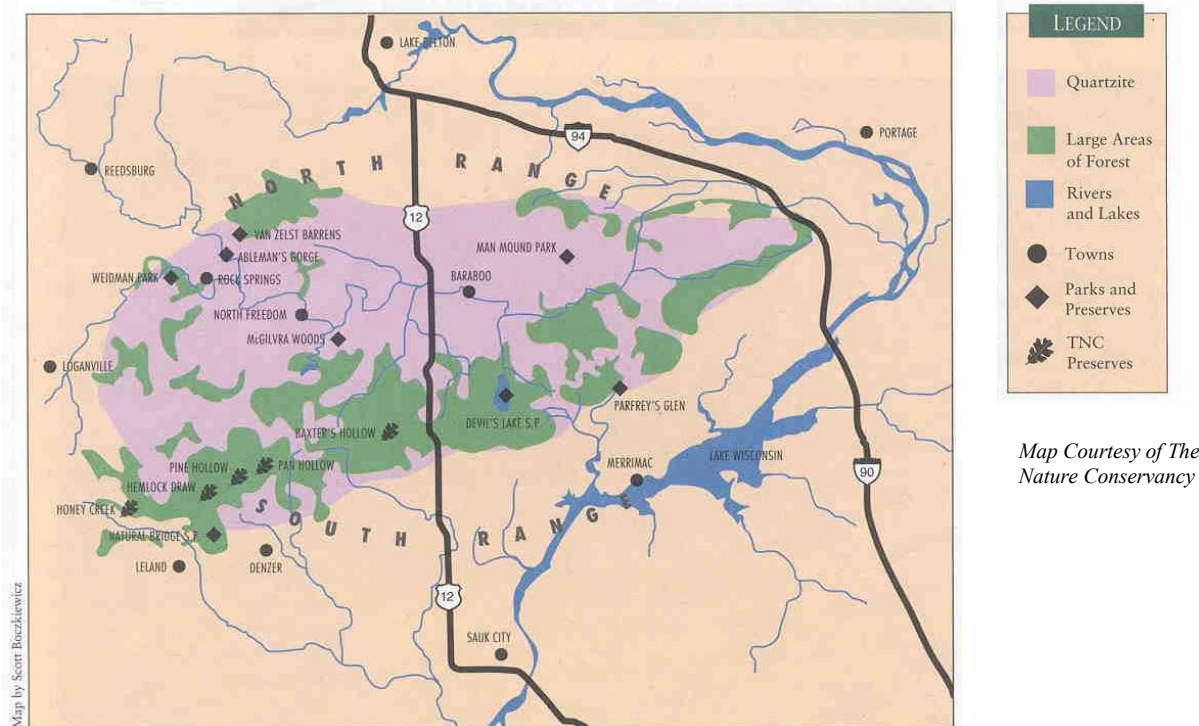 LAKE DELTON
PORTAGE
94
REEDSBURG
NORTH RANGE
12
VAN ZELST BARRENS
ABLEMAN'S GORGE
MAN MOUND PARK
WEIDMAN PARK
ROCK SPRINGS
BARABOO
NORTH FREEDOM
McGILVRA WOODS
LOGANVILLE
PARFREY'S GLEN
DEVIL'S LAKE S.P.
BAXTER'S HOLLOW
LAKE WISCONSIN
MERRIMAC
PINE HOLLOW
PAN HOLLOW
90
HEMLOCK DRAW
HONEY CREEK
SOUTH RANGE
NATURAL BRIDGE S.P.
LELAND
DENZER
12
SAUK CITY
Map by Scott Boczkiewicz
LEGEND
Quartzite
Large Areas
of Forest
Rivers
and Lakes
Towns
Parks and
Preserves
TNC
Preserves
Map Courtesy of The
Nature Conservancy